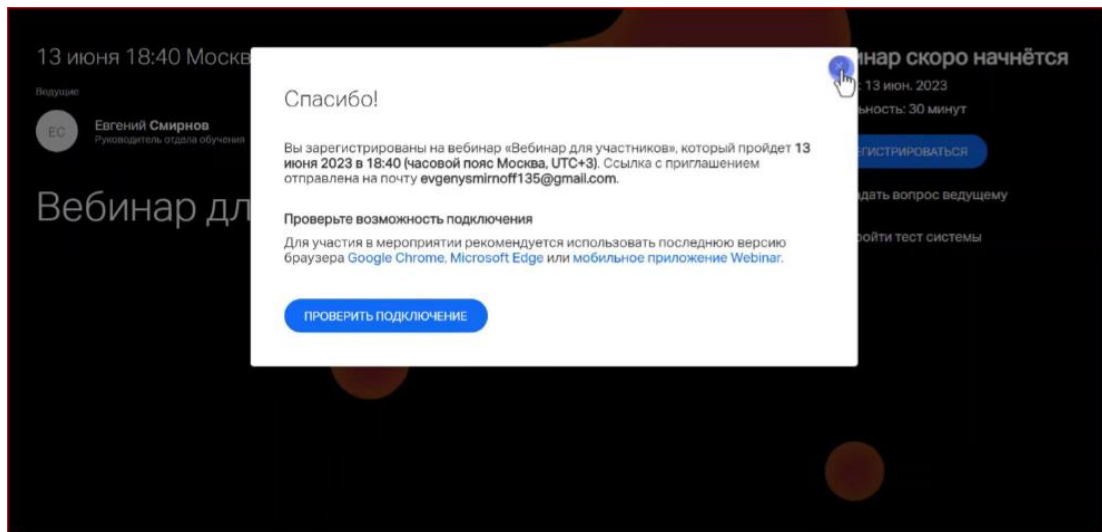 13 июня 18:40 Москв
Ведущие
ЕС
Евгений Смирнов
Руководитель отдела обучения
Вебинар дл
Спасибо!
Вы зарегистрированы на вебинар «Вебинар для участников», который пройдет 13
июня 2023 в 18:40 (часовой пояс Москва, UTC+3). Ссылка с приглашением
отправлена на почту evgenysmirnoff135@gmail.com.
Проверьте возможность подключения
Для участия в мероприятии рекомендуется использовать последнюю версию
браузера Google Chrome, Microsoft Edge или мобильное приложение Webinar.
ПРОВЕРИТЬ ПОДКЛЮЧЕНИЕ
инар скоро начнётся
: 13 июн. 2023
ьность: 30 минут
ГИСТРИРОВАТЬСЯ
дать вопрос ведущему
ройти тест системы